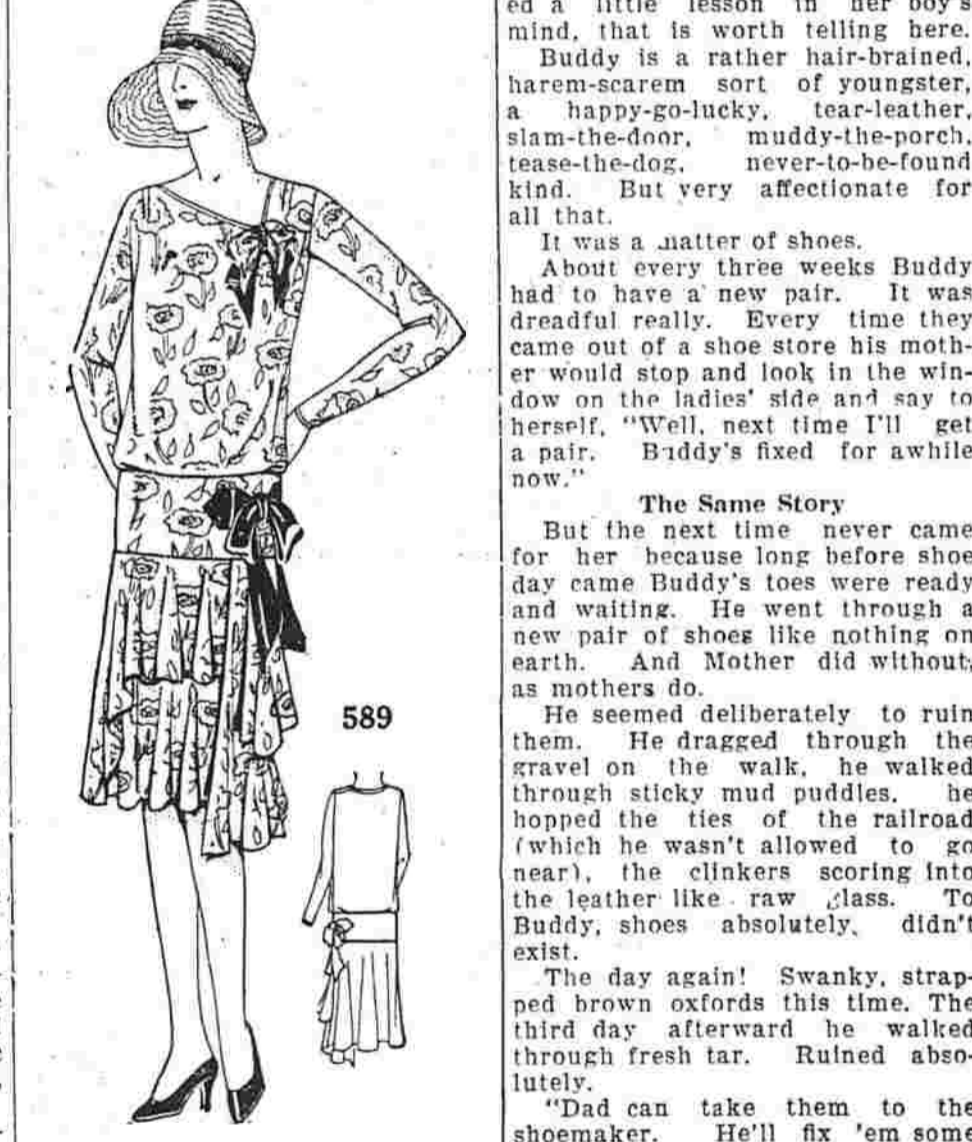 589
ed a little lesson in her boy's
mind, that is worth telling here.
Buddy is a rather hair-brained,
harem-scarem sort of youngster,
a happy-go-lucky, tear-leather,
slam-the-door, muddy-the-porch,
tease-the-dog, never-to-be-found
kind. But very affectionate for
all that.
It was a matter of shoes.
About every three weeks Buddy
had to have a new pair. It was
dreadful really. Every time they
came out of a shoe store his moth-
er would stop and look in the win-
dow on the ladies' side and say to
herself, "Well, next time I'll get
a pair. Buddy's fixed for awhile
now."
The Same Story
But the next time never came
for her because long before shoe
day came Buddy's toes were ready
and waiting. He went through a
new pair of shoes like nothing on
earth. And Mother did without,
as mothers do.
He seemed deliberately to ruin
them. He dragged through the
gravel on the walk, he walked
through sticky mud puddles, he
hopped the ties of the railroad
(which he wasn't allowed to go
near), the clinkers scoring into
the leather like raw glass. To
Buddy, shoes absolutely, didn't
exist.
The day again! Swanky, strap-
ped brown oxfords this time. The
third day afterward he walked
through fresh tar. Ruined abso-
lutely.
"Dad can take them to the
shoemaker. He'll fix 'em some